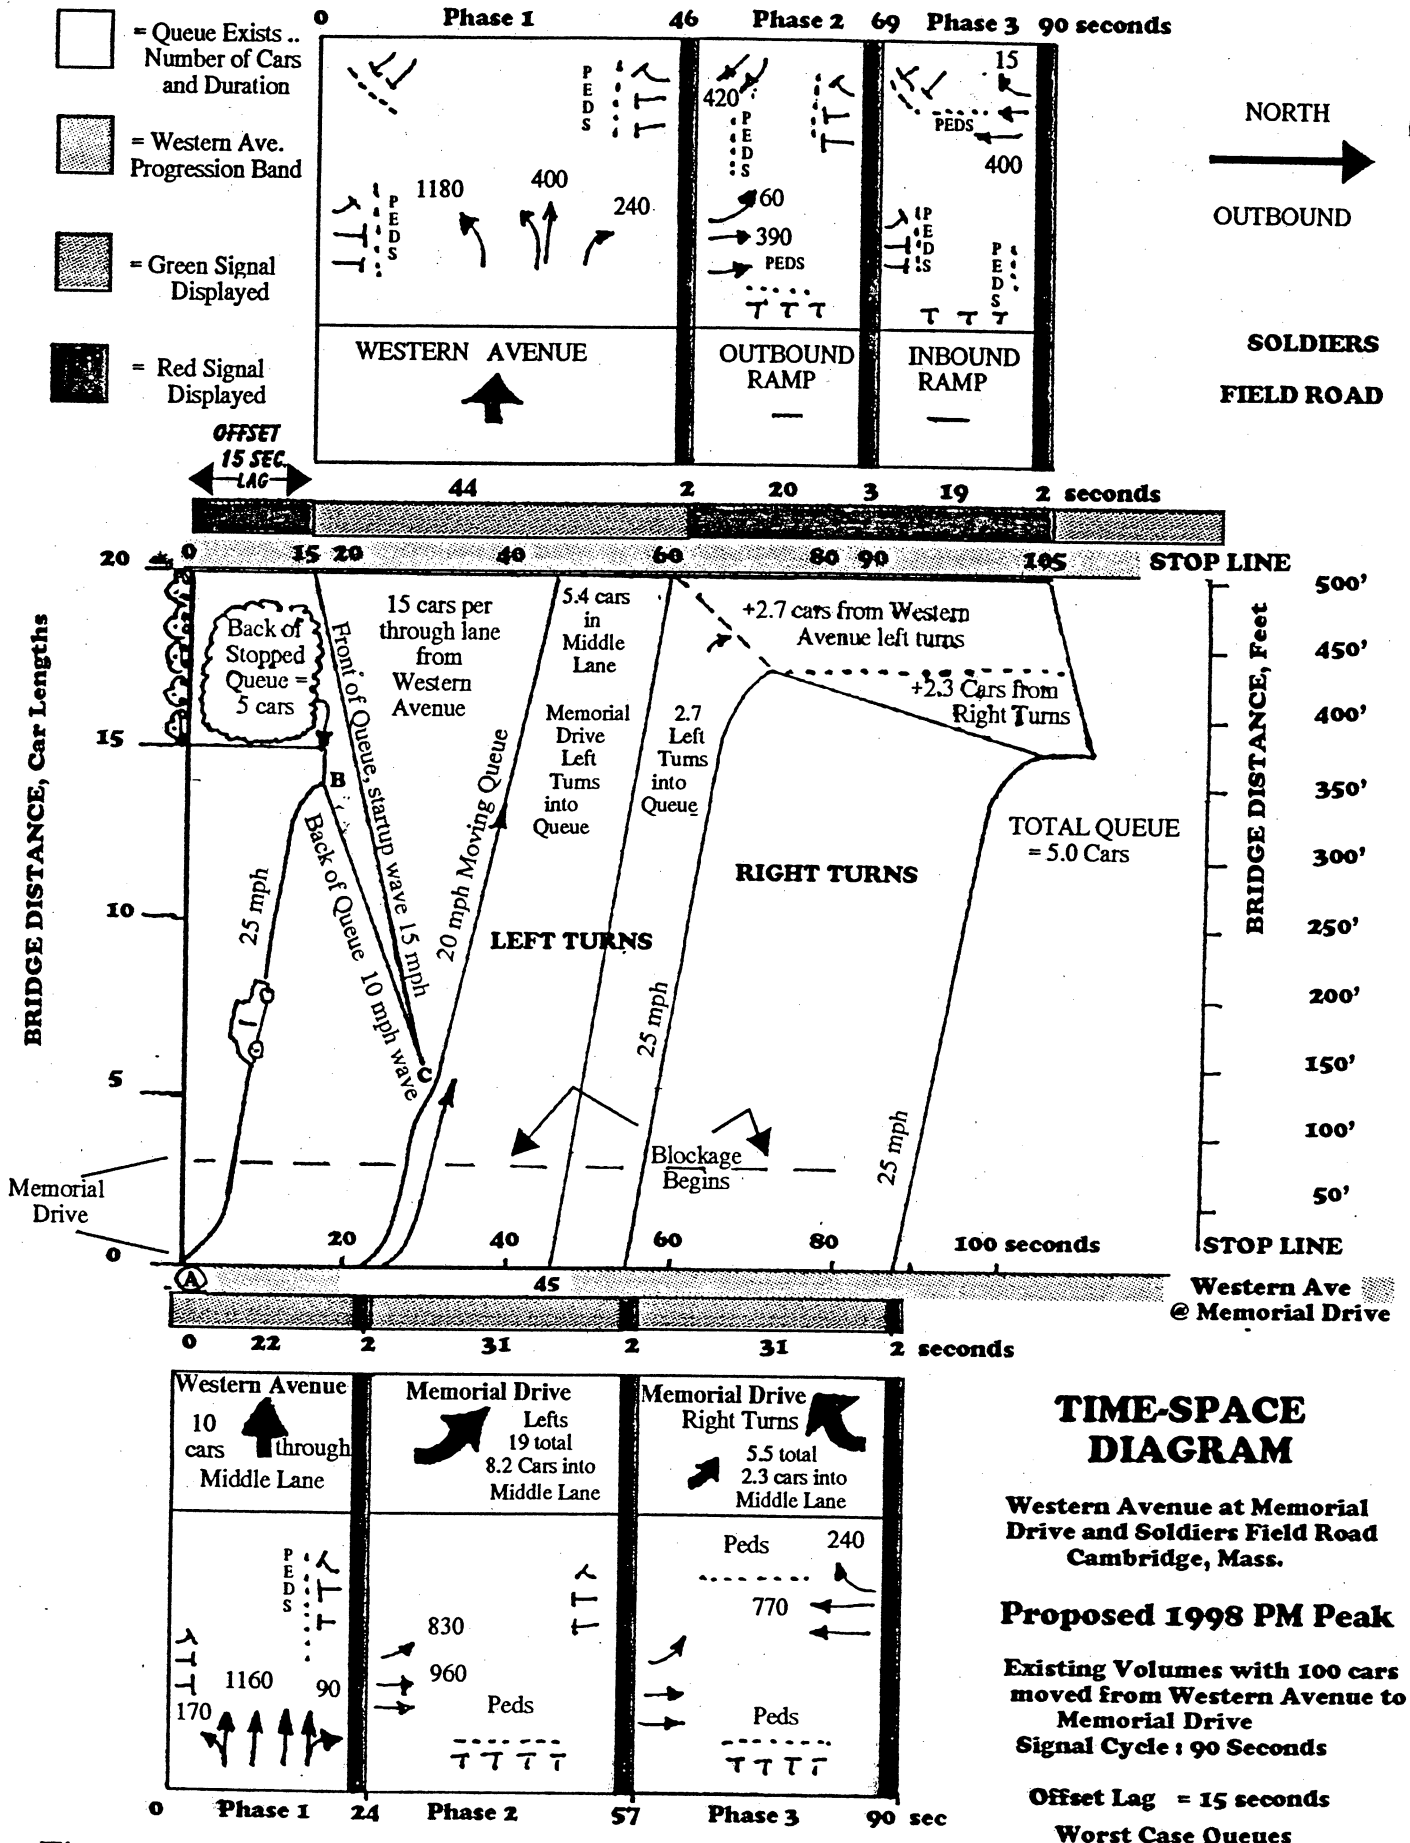 0 Phase 1 46 Phase 2 69 Phase 3 90 seconds
= Queue Exists ..
Number of Cars
and Duration
= Western Ave.
Progression Band
= Green Signal
Displayed
= Red Signal
Displayed
PEDS
PEDS
1180
400
240
420
PEDS
60
390
PEDS
15
PEDS
400
PEDS
PEDS
NORTH
OUTBOUND
SOLDIERS
FIELD ROAD
WESTERN AVENUE
OUTBOUND
RAMP
INBOUND
RAMP
OFFSET
15 SEC.
LAG
44 2 20 3 19 2 seconds
0 15 20 40 60 80 90 105 STOP LINE
20
15
10
5
0
BRIDGE DISTANCE, Car Lengths
500'
450'
400'
350'
300'
250'
200'
150'
100'
50'
BRIDGE DISTANCE, Feet
Back of
Stopped
Queue =
5 cars
Front of Queue, startup wave 15 mph
15 cars per
through lane
from
Western
Avenue
5.4 cars
in
Middle
Lane
+2.7 cars from Western
Avenue left turns
+2.3 Cars from
Right Turns
Memorial
Drive
Left
Turns
into
Queue
2.7
Left
Turns
into
Queue
B
Back of Queue 10 mph wave
20 mph Moving Queue
25 mph
TOTAL QUEUE
= 5.0 Cars
RIGHT TURNS
LEFT TURNS
25 mph
C
25 mph
Blockage
Begins
Memorial
Drive
20 40 60 80 100 seconds
STOP LINE
A
45
Western Ave
@ Memorial Drive
0 22 2 31 2 31 2 seconds
Western Avenue
10
cars
through
Middle Lane
Memorial Drive
Lefts
19 total
8.2 Cars into
Middle Lane
Memorial Drive
Right Turns
5.5 total
2.3 cars into
Middle Lane
PEDS
1160
90
170
830
960
Peds
Peds
240
770
Peds
0 Phase 1 24 Phase 2 57 Phase 3 90 sec
TIME-SPACE
DIAGRAM
Western Avenue at Memorial
Drive and Soldiers Field Road
Cambridge, Mass.
Proposed 1998 PM Peak
Existing Volumes with 100 cars
moved from Western Avenue to
Memorial Drive
Signal Cycle : 90 Seconds
Offset Lag = 15 seconds
Worst Case Queues